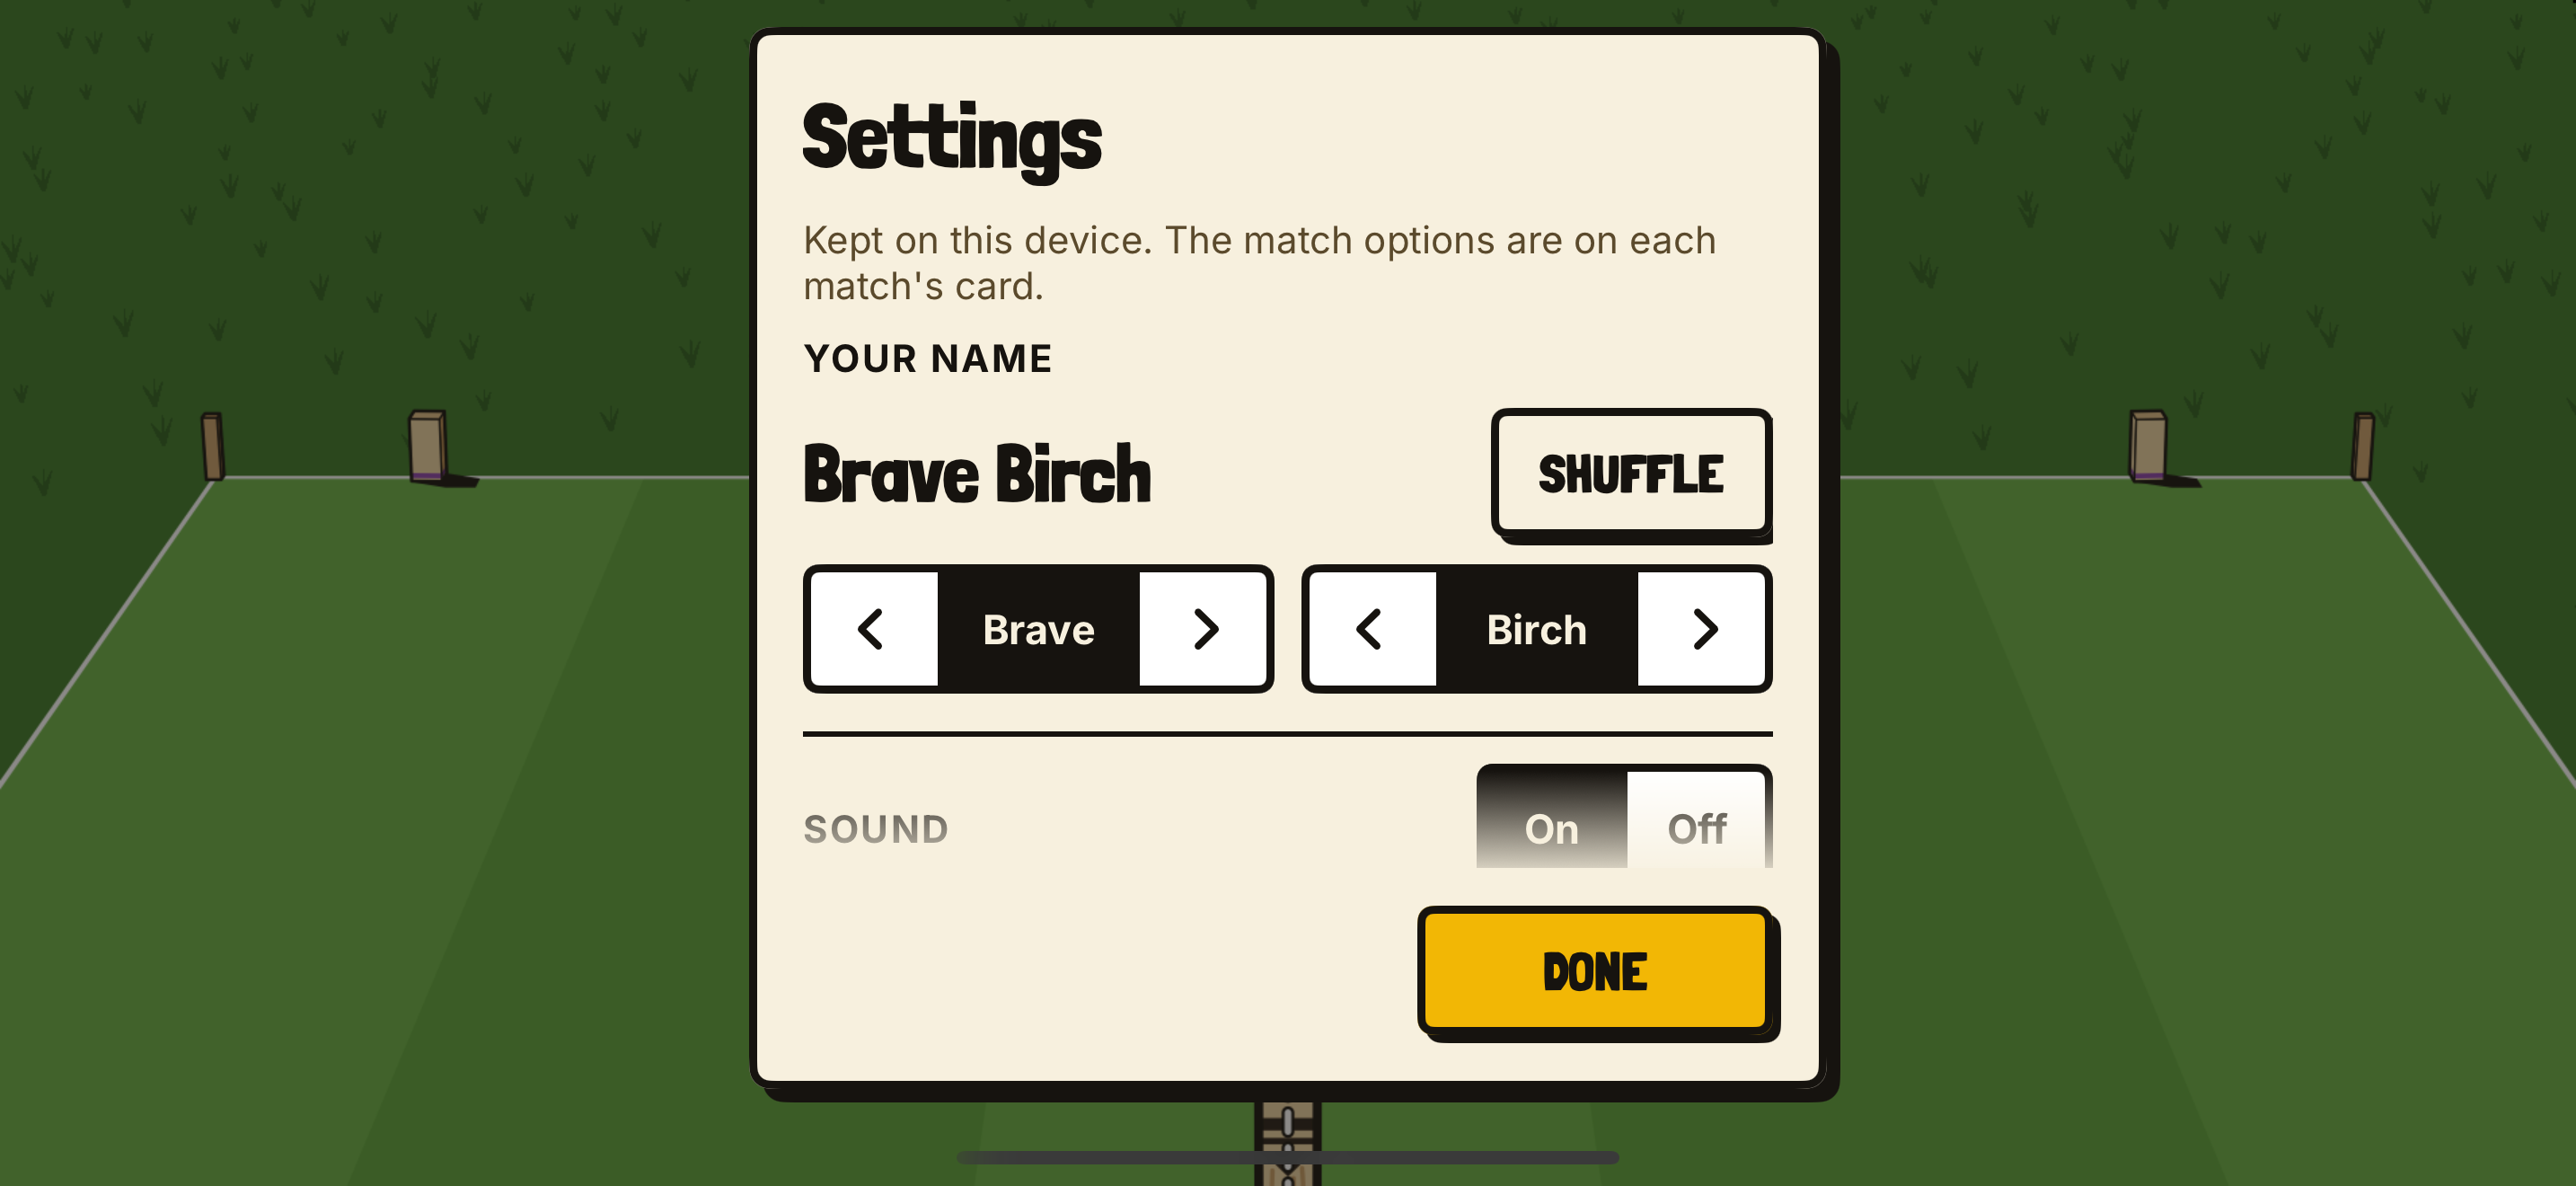 Settings
Kept on this device. The match options are on each
match's card.
YOUR NAME
Brave Birch
SHUFFLE
Brave
Birch
SOUND
On
Off
DONE